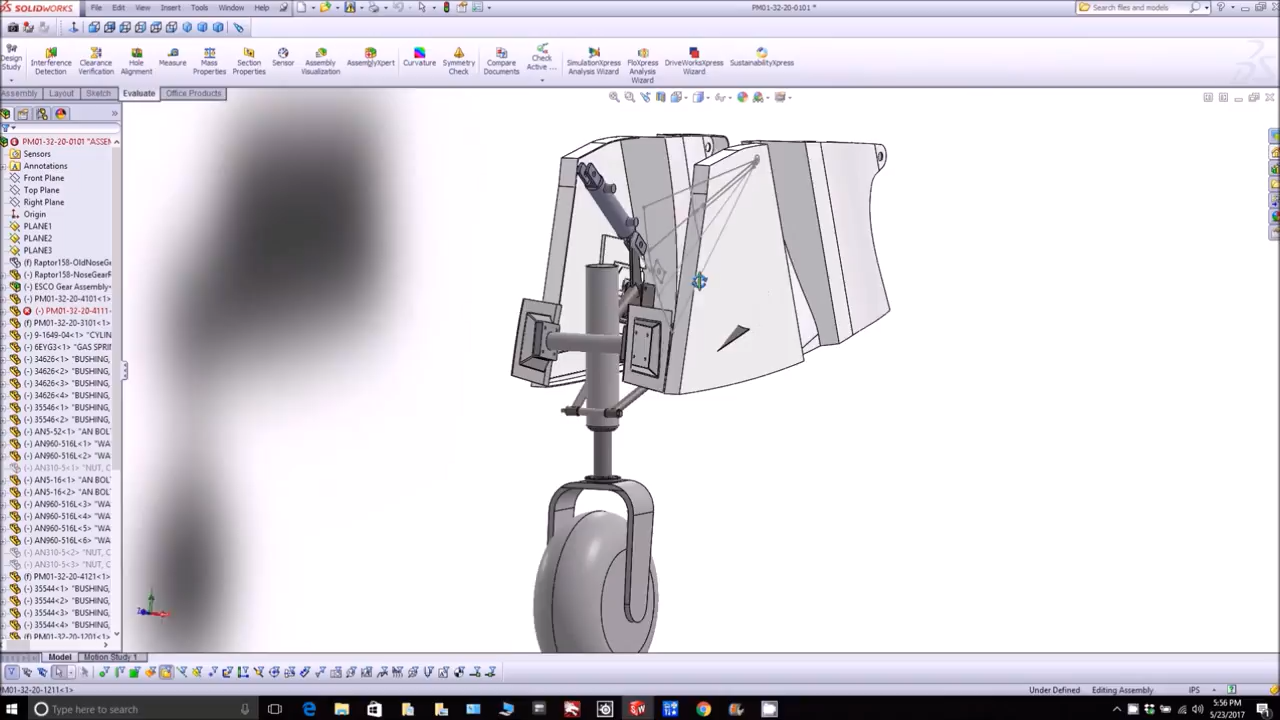 SOLIDWORKS File Edit View Insert Tools Window Help PM01-32-20-0101 * Search files and models
Design Study Interference Detection Clearance Verification Hole Alignment Measure Mass Properties Section Properties Sensor Assembly Visualization AssemblyXpert Curvature Symmetry Check Compare Documents Check Active ... SimulationXpress Analysis Wizard FloXpress Analysis Wizard DriveWorksXpress Wizard SustainabilityXpress
Assembly Layout Sketch Evaluate Office Products
PM01-32-20-0101 "ASSEM
Sensors
Annotations
Front Plane
Top Plane
Right Plane
Origin
PLANE1
PLANE2
PLANE3
(f) Raptor158-OldNoseGe
(-) Raptor158-NoseGearF
(-) ESCO Gear Assembly<
(-) PM01-32-20-4101<1>
(-) PM01-32-20-4111-
(f) PM01-32-20-3101<1>
(-) 9-1649-04<1> "CYLIN
(-) 6EYG3<1> "GAS SPRI
(-) 34626<1> "BUSHING,
(-) 34626<2> "BUSHING,
(-) 34626<3> "BUSHING,
(-) 34626<4> "BUSHING,
(-) 35546<1> "BUSHING,
(-) 35546<2> "BUSHING,
(-) AN5-52<1> "AN BOL
(-) AN960-516L<1> "WA
(-) AN960-516L<2> "WA
(-) AN310-5<1> "NUT, C
(-) AN5-16<1> "AN BOL
(-) AN5-16<2> "AN BOL
(-) AN960-516L<3> "WA
(-) AN960-516L<4> "WA
(-) AN960-516L<5> "WA
(-) AN960-516L<6> "WA
(-) AN310-5<2> "NUT, C
(-) AN310-5<3> "NUT, C
(f) PM01-32-20-4121<1>
(-) 35544<1> "BUSHING,
(-) 35544<2> "BUSHING,
(-) 35544<3> "BUSHING,
(-) 35544<4> "BUSHING,
(f) PM01-32-20-1201<1>
Model Motion Study 1
PM01-32-20-1211<1> Under Defined Editing Assembly IPS
Type here to search 5:56 PM
5/23/2017